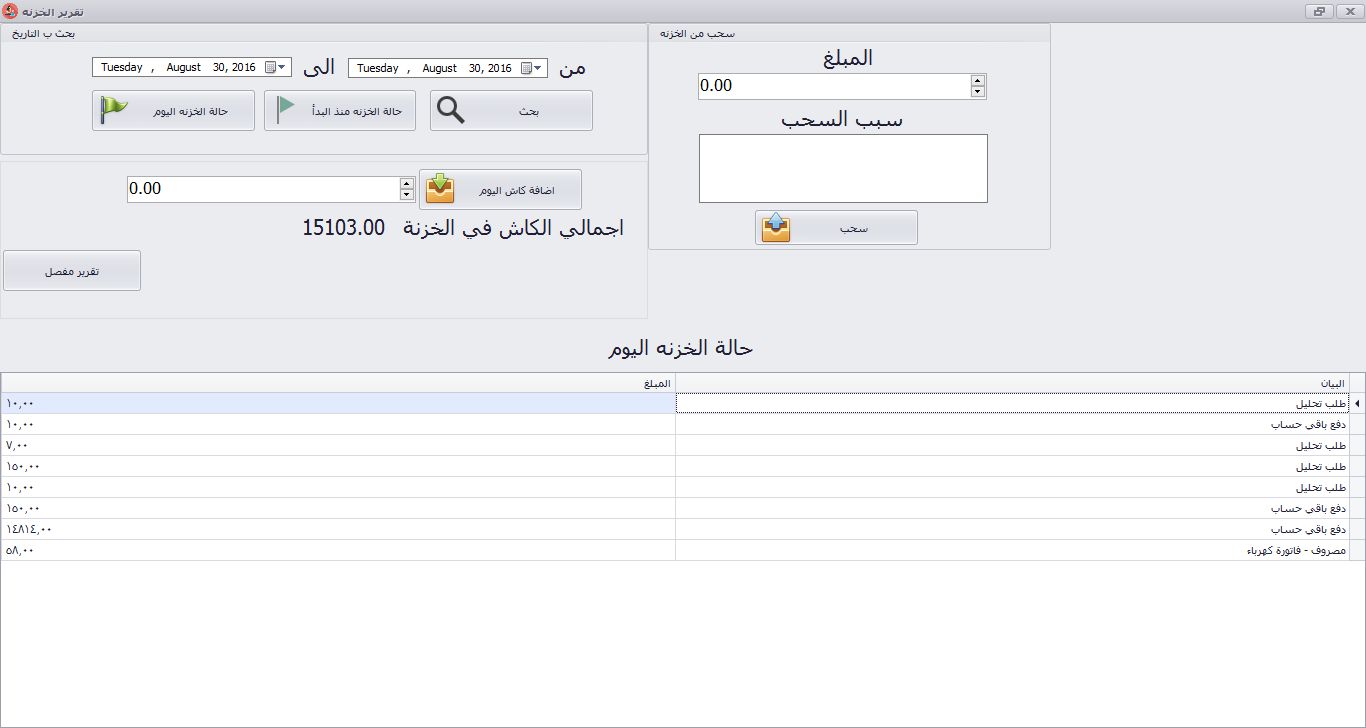 تقرير الخزنه
سحب من الخزنه
المبلغ
0.00
سبب السحب
سحب
بحث ب التاريخ
من Tuesday , August 30, 2016 الى Tuesday , August 30, 2016
بحث
حالة الخزنه منذ البدأ
حالة الخزنه اليوم
اضافة كاش اليوم
0.00
اجمالي الكاش في الخزنة 15103.00
تقرير مفصل
حالة الخزنه اليوم
البيان المبلغ
طلب تحليل ١٠,٠٠
دفع باقي حساب ١٠,٠٠
طلب تحليل ٧,٠٠
طلب تحليل ١٥٠,٠٠
طلب تحليل ١٠,٠٠
دفع باقي حساب ١٥٠,٠٠
دفع باقي حساب ١٤٨١٤,٠٠
مصروف - فاتورة كهرباء ٥٨,٠٠